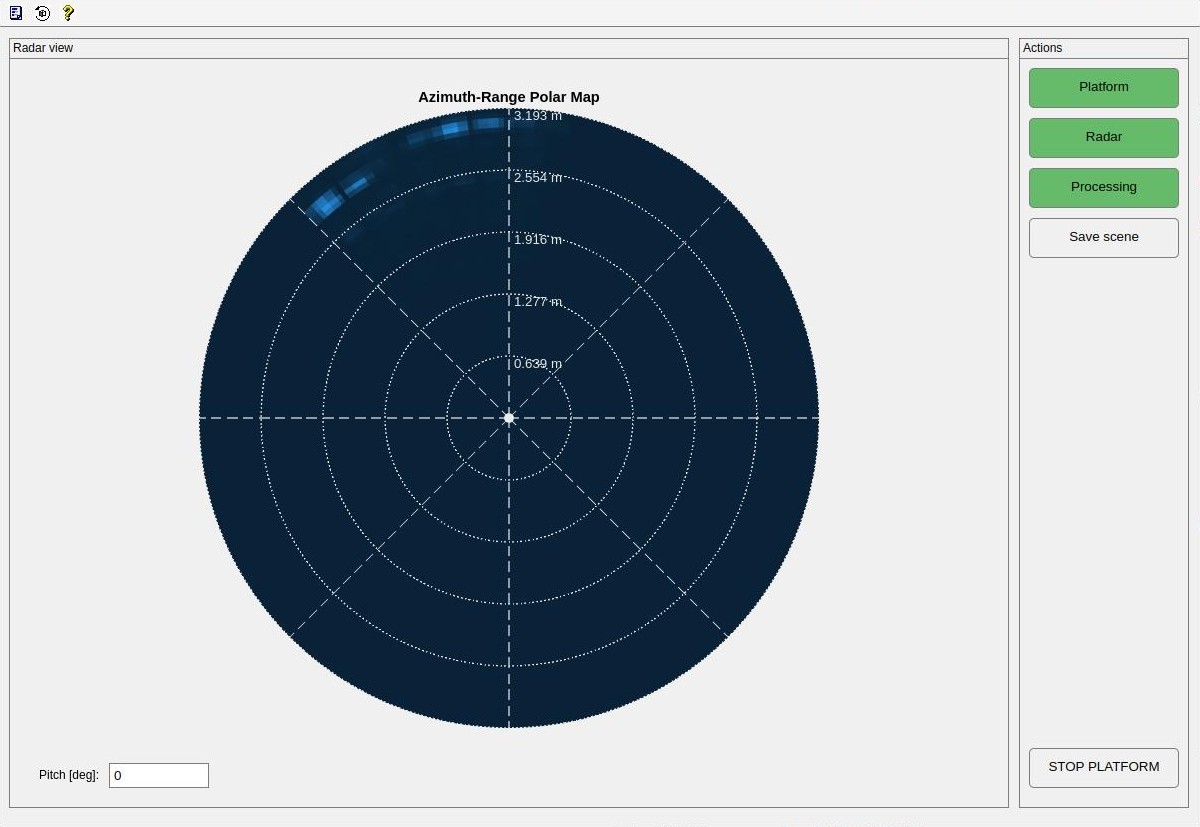 Radar view
Azimuth-Range Polar Map
3.193 m
2.554 m
1.916 m
1.277 m
0.639 m
Pitch [deg]:
0
Actions
Platform
Radar
Processing
Save scene
STOP PLATFORM